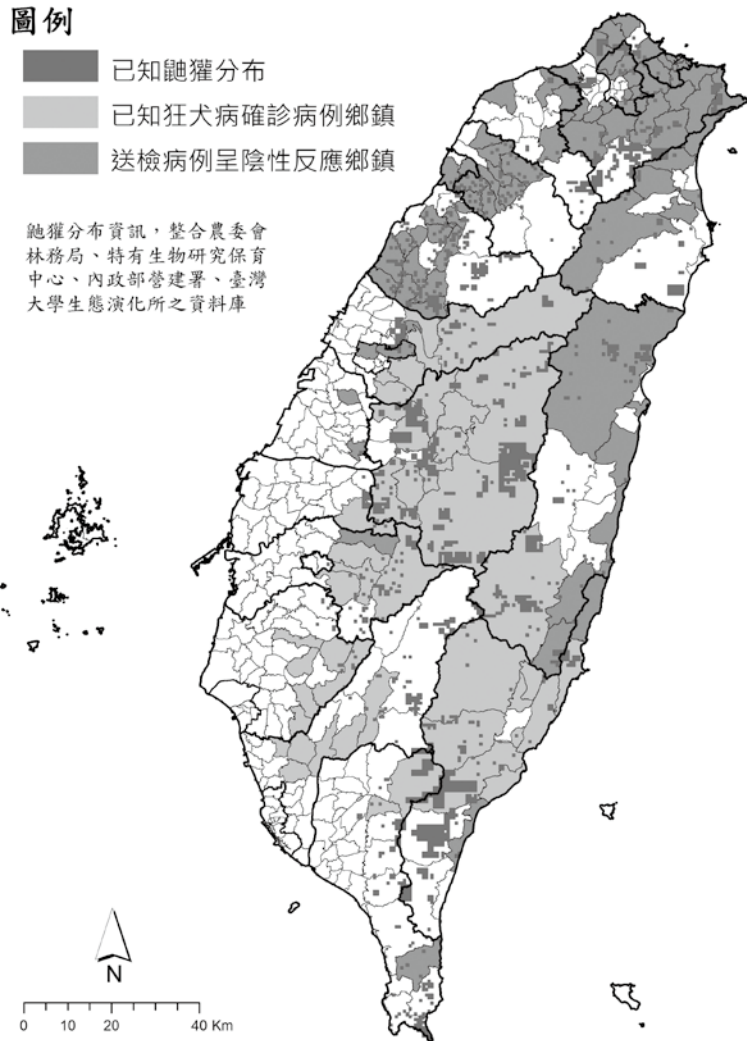 圖例
已知鼬獾分布
已知狂犬病確診病例鄉鎮
送檢病例呈陰性反應鄉鎮
鼬獾分布資訊，整合農委會
林務局、特有生物研究保育
中心、內政部營建署、臺灣
大學生態演化所之資料庫
N
0 10 20 40 Km